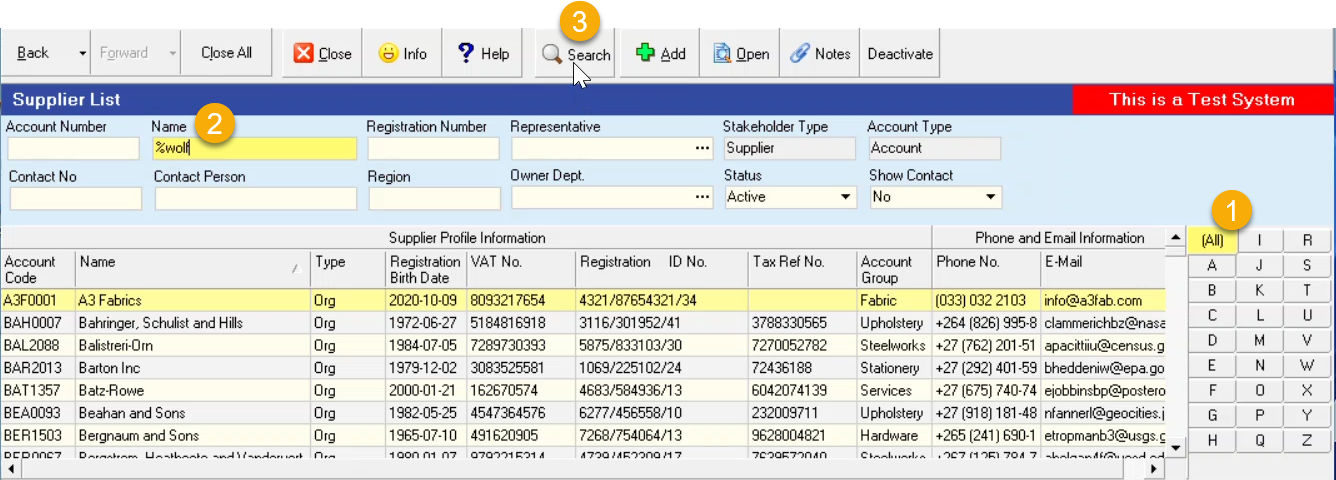 3
Back Forward Close All Close Info Help Search Add Open Notes Deactivate
Supplier List This is a Test System
Account Number Name 2 Registration Number Representative Stakeholder Type Account Type
%wolf ... Supplier Account
Contact No Contact Person Region Owner Dept. Status Show Contact
... Active No
1
Supplier Profile Information Phone and Email Information (All) I R
Account Code Name Type Registration Birth Date VAT No. Registration ID No. Tax Ref No. Account Group Phone No. E-Mail A J S
A3F0001 A3 Fabrics Org 2020-10-09 8093217654 4321/87654321/34 Fabric (033) 032 2103 info@a3fab.com B K T
BAH0007 Bahringer, Schulist and Hills Org 1972-06-27 5184816918 3116/301952/41 3788330565 Upholstery +264 (826) 995-8 clammerichbz@nasa C L U
BAL2088 Balistreri-Orn Org 1984-07-05 7289730393 5875/833103/30 7270052782 Steelworks +27 (762) 201-51 apacittiiu@census.g D M V
BAR2013 Barton Inc Org 1979-12-02 3083525581 1069/225102/24 72436188 Stationery +27 (292) 401-59 bheddeniw@epa.go E N W
BAT1357 Batz-Rowe Org 2000-01-21 162670574 4683/584936/13 6042074139 Services +27 (675) 740-74 ejobbinsbp@postero F O X
BEA0093 Beahan and Sons Org 1982-05-25 4547364576 6277/456558/10 232009711 Upholstery +27 (918) 181-48 nfannerl@geocities.j G P Y
BER1503 Bergnaum and Sons Org 1965-07-10 491620905 7268/754064/13 9628004821 Hardware +265 (241) 690-1 etropmanb3@usgs.g H Q Z